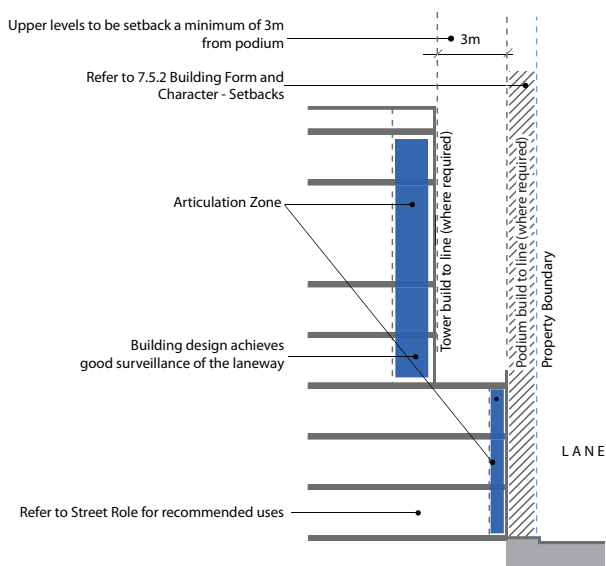 Upper levels to be setback a minimum of 3m
from podium
3m
Refer to 7.5.2 Building Form and
Character - Setbacks
Articulation Zone
Tower build to line (where required)
Podium build to line (where required)
Property Boundary
Building design achieves
good surveillance of the laneway
LANE
Refer to Street Role for recommended uses